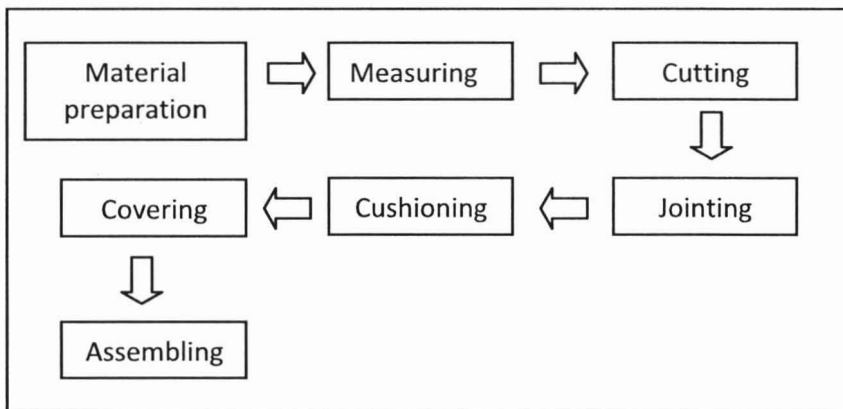 Material
preparation
Measuring
Cutting
Jointing
Cushioning
Covering
Assembling